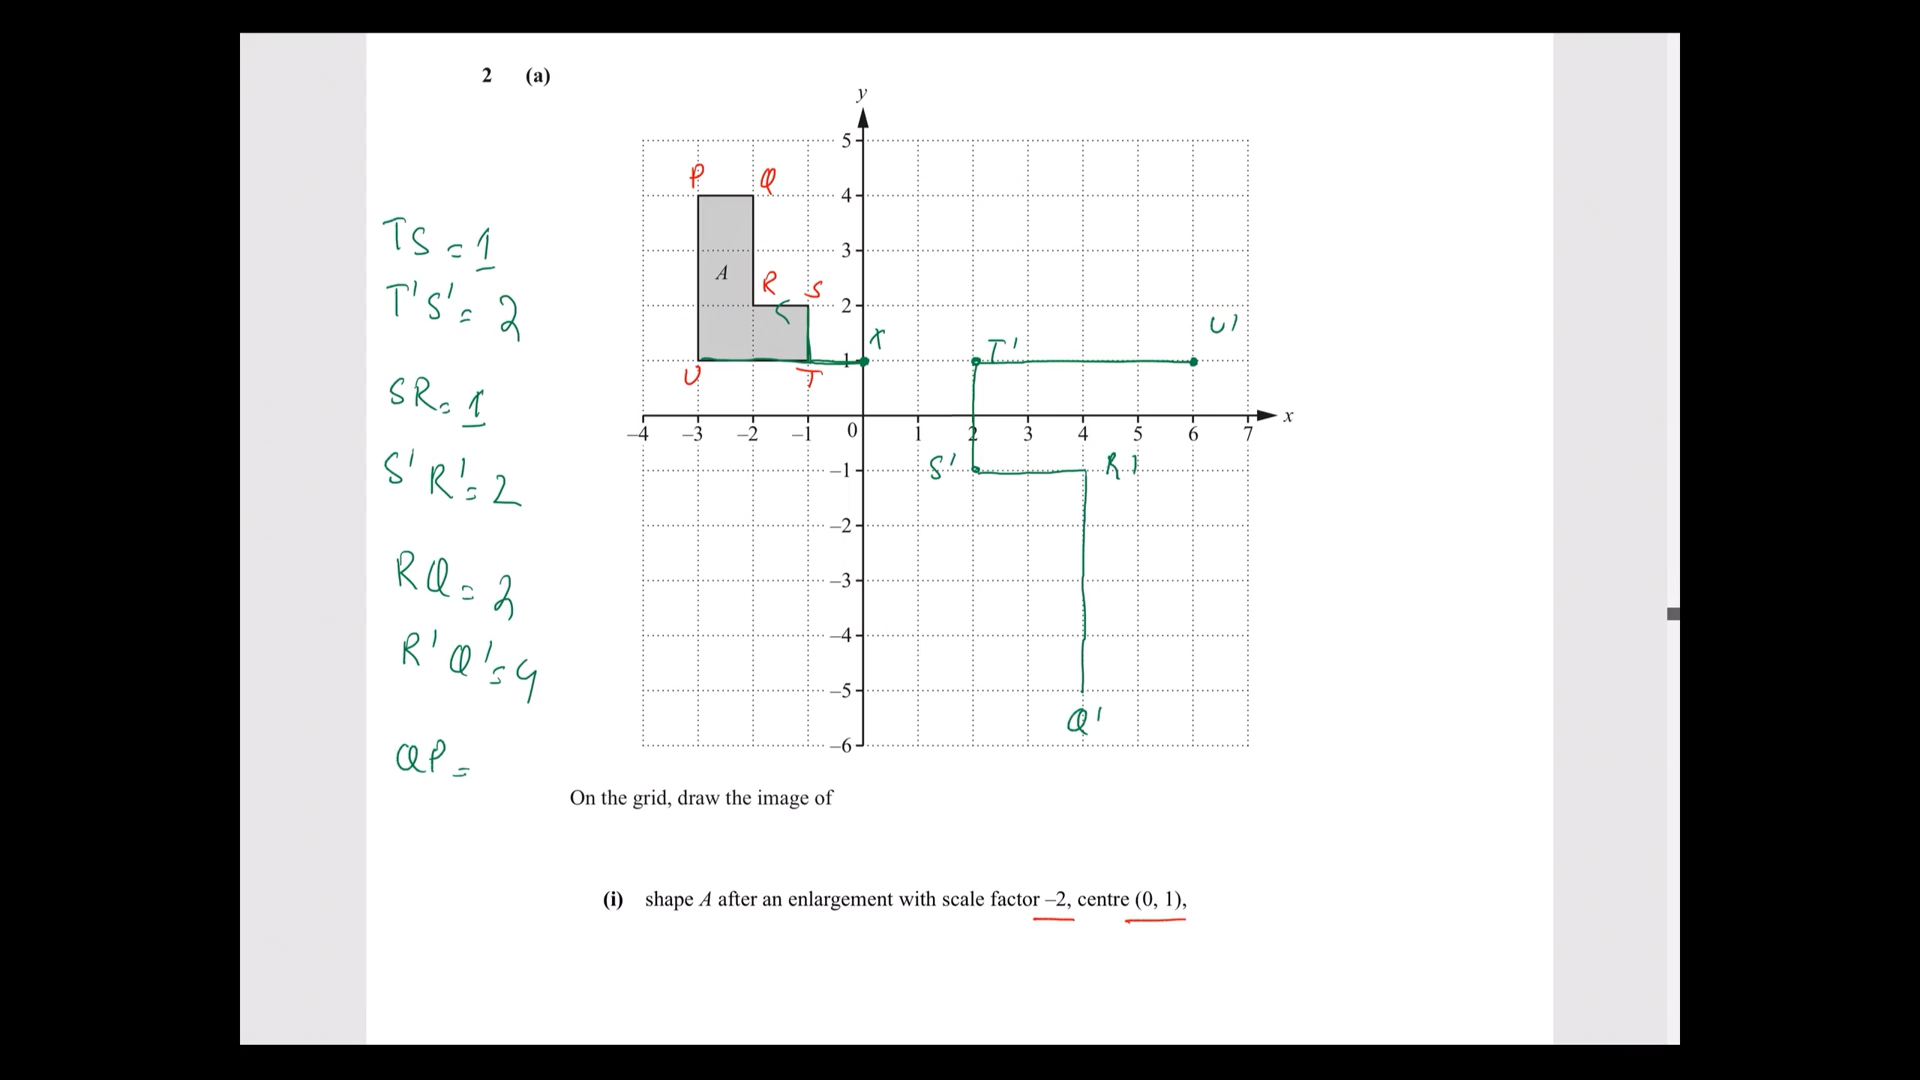 2 (a)
y
5
P Q
4
TS = 1
3
A
R S
T'S' = 2
2
X
U'
1
T'
U T
SR = 1
x
–4 –3 –2 –1 0 1 2 3 4 5 6 7
S' R'
–1
S'R' = 2
–2
RQ = 2
–3
–4
R'Q' = 4
–5
Q'
–6
QP =
On the grid, draw the image of
(i) shape A after an enlargement with scale factor –2, centre (0, 1),